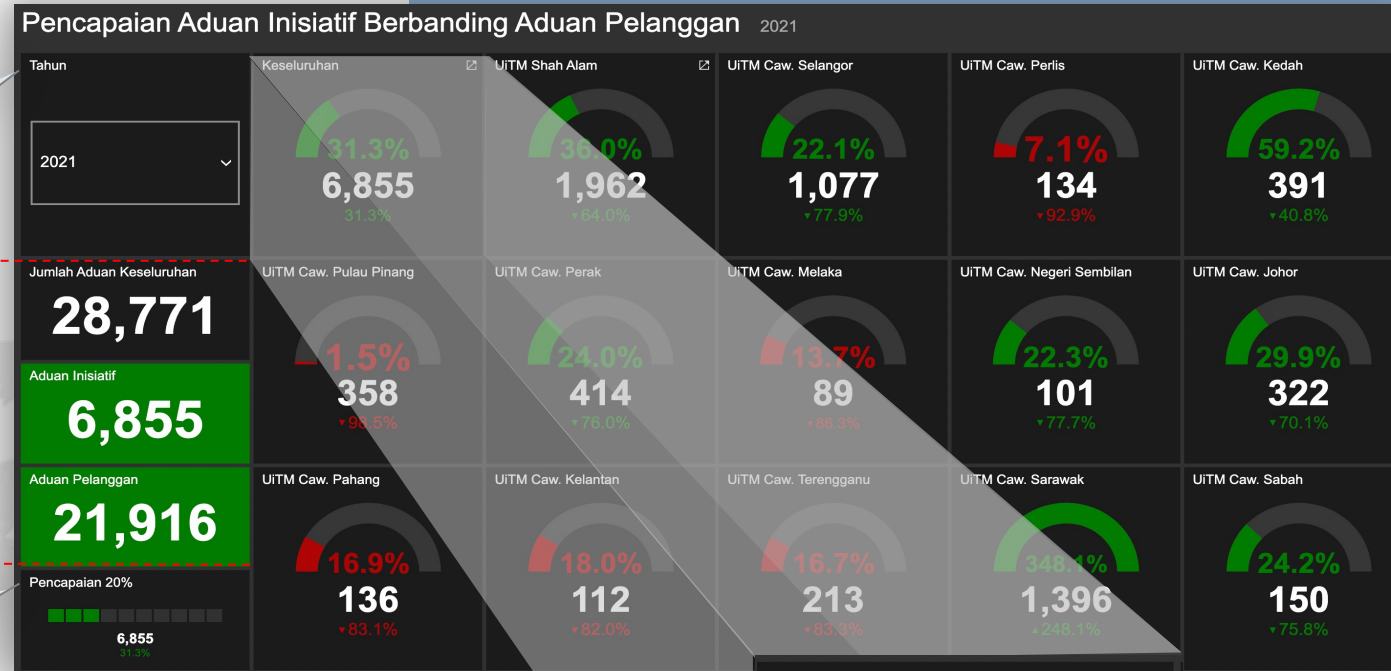 Pencapaian Aduan Inisiatif Berbanding Aduan Pelanggan 2021
Tahun
2021
Keseluruhan
31.3%
6,855
31.3%
UiTM Shah Alam
36.0%
1,962
▾64.0%
UiTM Caw. Selangor
22.1%
1,077
▾77.9%
UiTM Caw. Perlis
7.1%
134
▾92.9%
UiTM Caw. Kedah
59.2%
391
▾40.8%
Jumlah Aduan Keseluruhan
28,771
Aduan Inisiatif
6,855
UiTM Caw. Pulau Pinang
1.5%
358
▾98.5%
UiTM Caw. Perak
24.0%
414
▾76.0%
UiTM Caw. Melaka
13.7%
89
▾86.3%
UiTM Caw. Negeri Sembilan
22.3%
101
▾77.7%
UiTM Caw. Johor
29.9%
322
▾70.1%
Aduan Pelanggan
21,916
Pencapaian 20%
6,855
31.3%
UiTM Caw. Pahang
16.9%
136
▾83.1%
UiTM Caw. Kelantan
18.0%
112
▾82.0%
UiTM Caw. Terengganu
16.7%
213
▾83.3%
UiTM Caw. Sarawak
348.1%
1,396
▴248.1%
UiTM Caw. Sabah
24.2%
150
▾75.8%